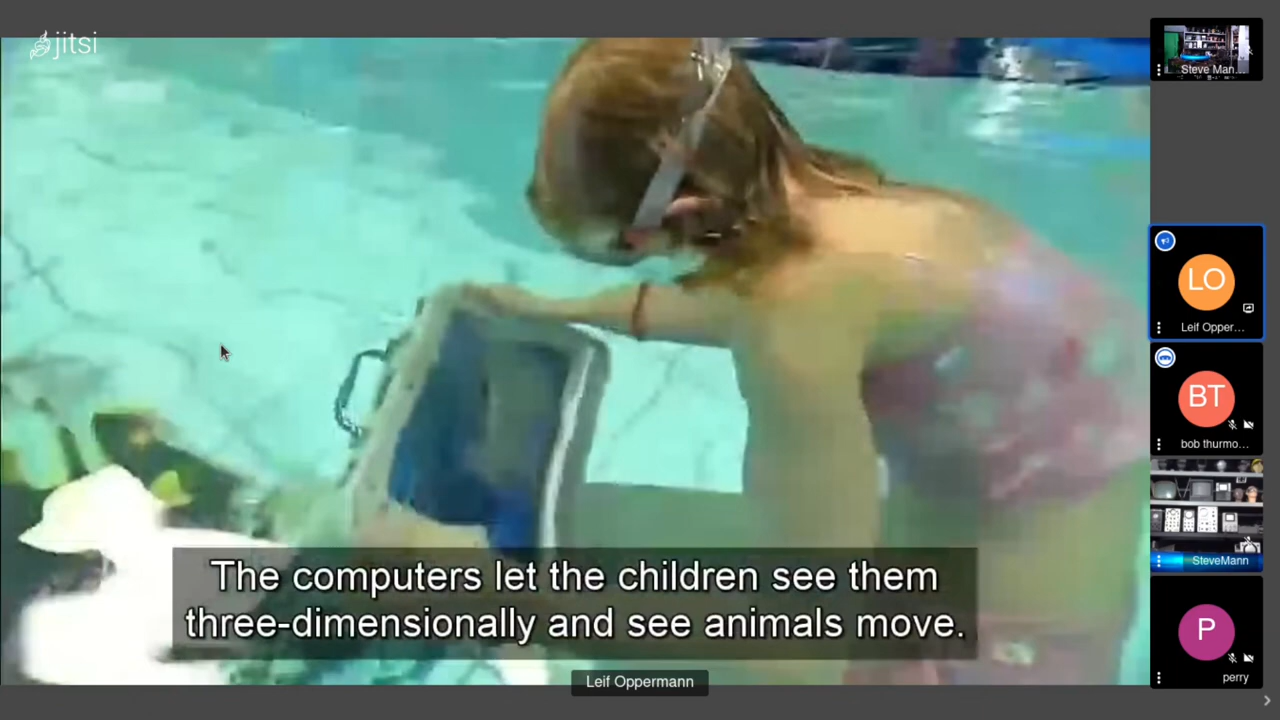 jitsi
Steve Man...
LO
Leif Opper...
BT
bob thurmo...
SteveMann
P
perry
The computers let the children see them
three-dimensionally and see animals move.
Leif Oppermann